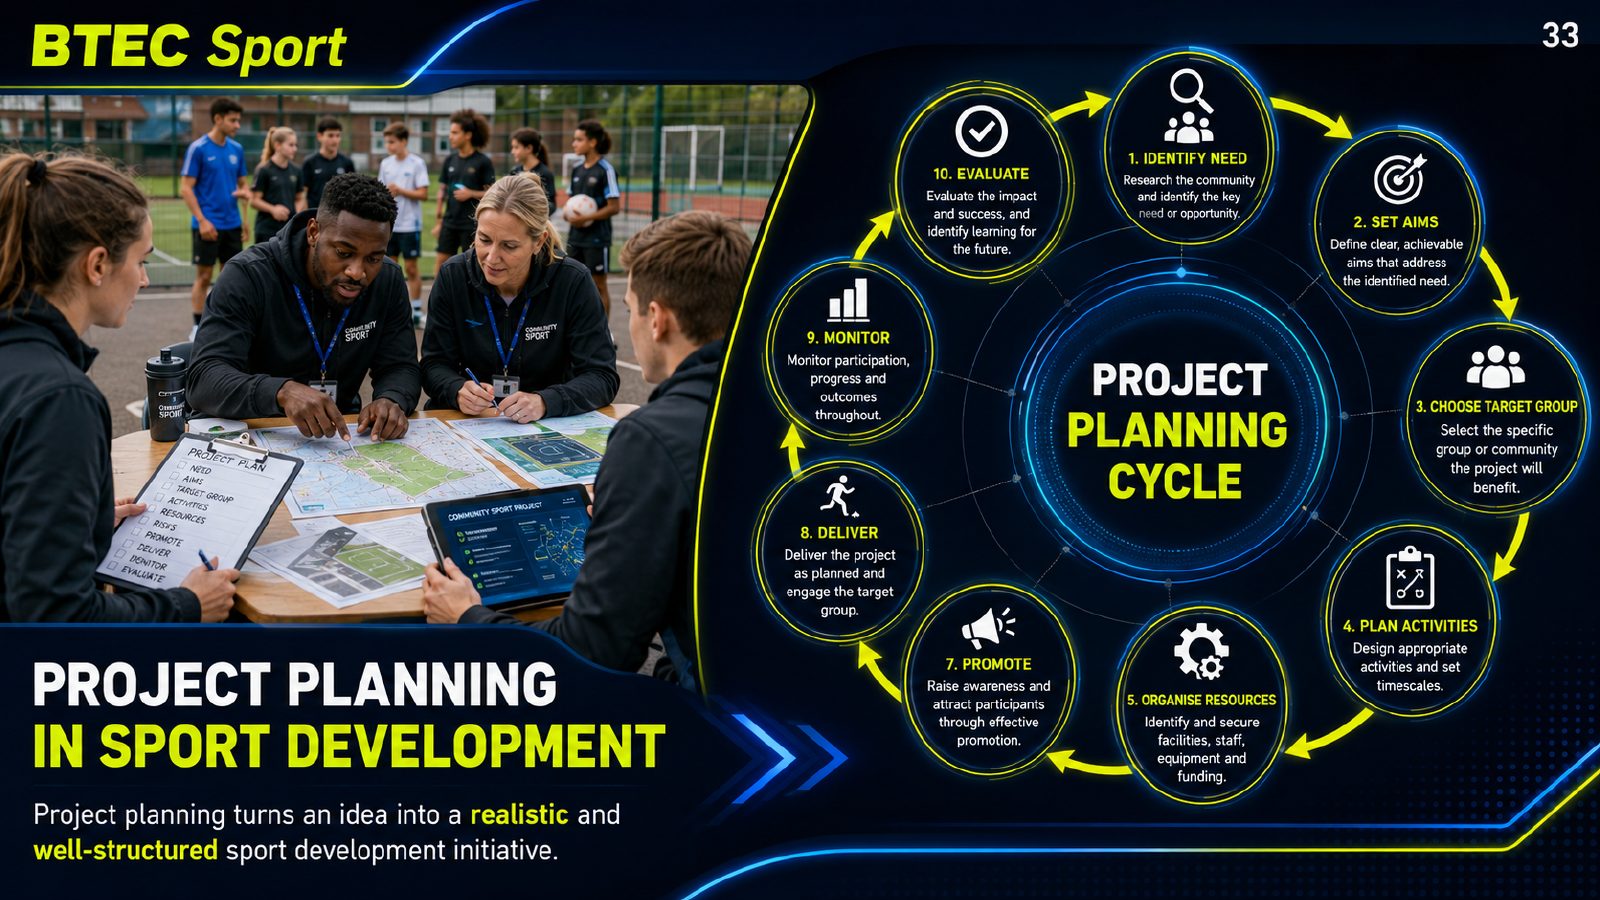 BTEC Sport
33
COMMUNITY
SPORT
COMMUNITY
SPORT
SPORT
PROJECT PLAN
NEED
AIMS
TARGET GROUP
ACTIVITIES
RESOURCES
RISKS
PROMOTE
DELIVER
EVALUATE
COMMUNITY SPORT PROJECT
PROJECT PLANNING
IN SPORT DEVELOPMENT
Project planning turns an idea into a realistic and
well-structured sport development initiative.
PROJECT
PLANNING
CYCLE
1. IDENTIFY NEED
Research the community
and identify the key
need or opportunity.
2. SET AIMS
Define clear, achievable
aims that address
the identified need.
3. CHOOSE TARGET GROUP
Select the specific
group or community
the project will
benefit.
4. PLAN ACTIVITIES
Design appropriate
activities and set
timescales.
5. ORGANISE RESOURCES
Identify and secure
facilities, staff,
equipment and
funding.
7. PROMOTE
Raise awareness and
attract participants
through effective
promotion.
8. DELIVER
Deliver the project
as planned and
engage the target
group.
9. MONITOR
Monitor participation,
progress and
outcomes
throughout.
10. EVALUATE
Evaluate the impact
and success, and
identify learning for
the future.